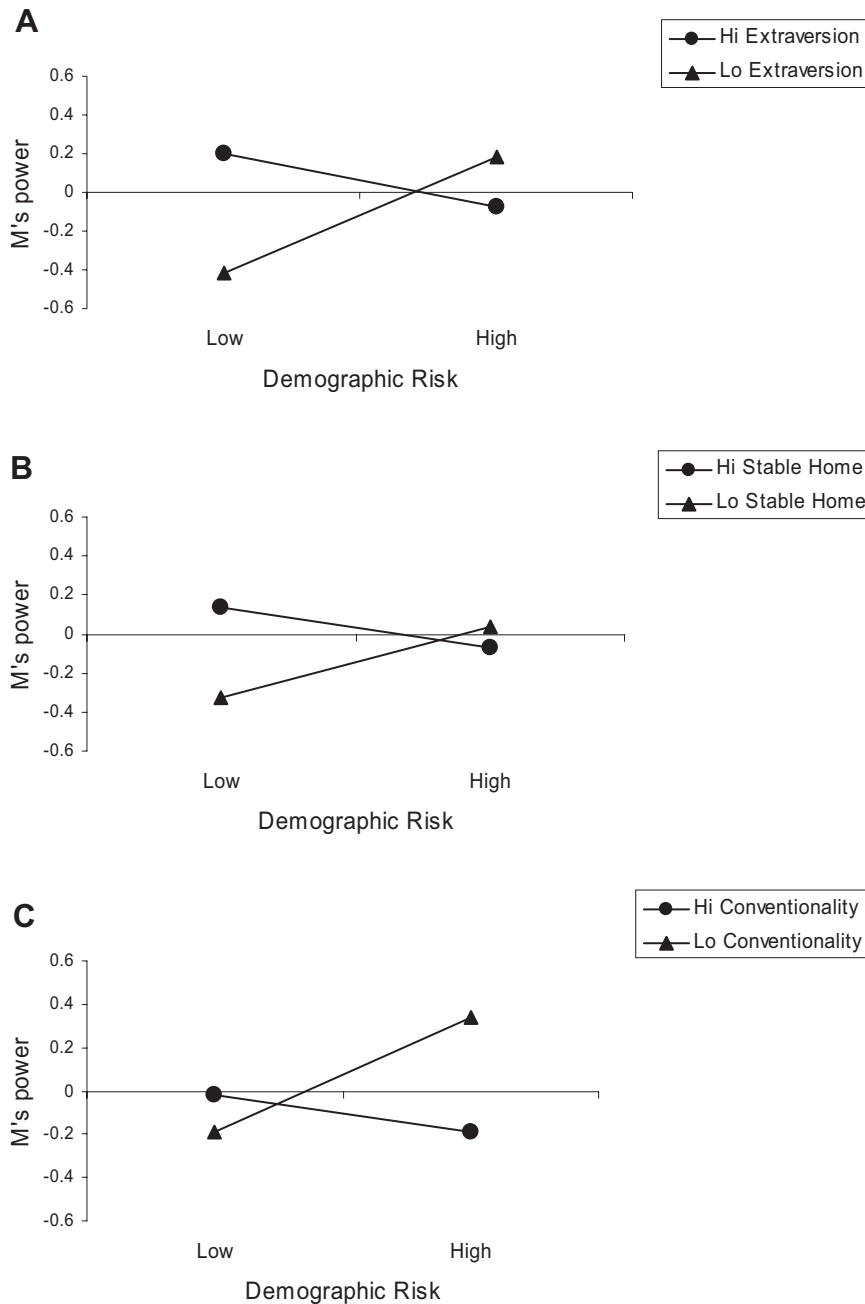 A
Hi Extraversion
Lo Extraversion
0.6
0.4
0.2
0
-0.2
-0.4
-0.6
M's power
Low
High
Demographic Risk
B
Hi Stable Home
Lo Stable Home
0.6
0.4
0.2
0
-0.2
-0.4
-0.6
M's power
Low
High
Demographic Risk
C
Hi Conventionality
Lo Conventionality
0.6
0.4
0.2
0
-0.2
-0.4
-0.6
M's power
Low
High
Demographic Risk